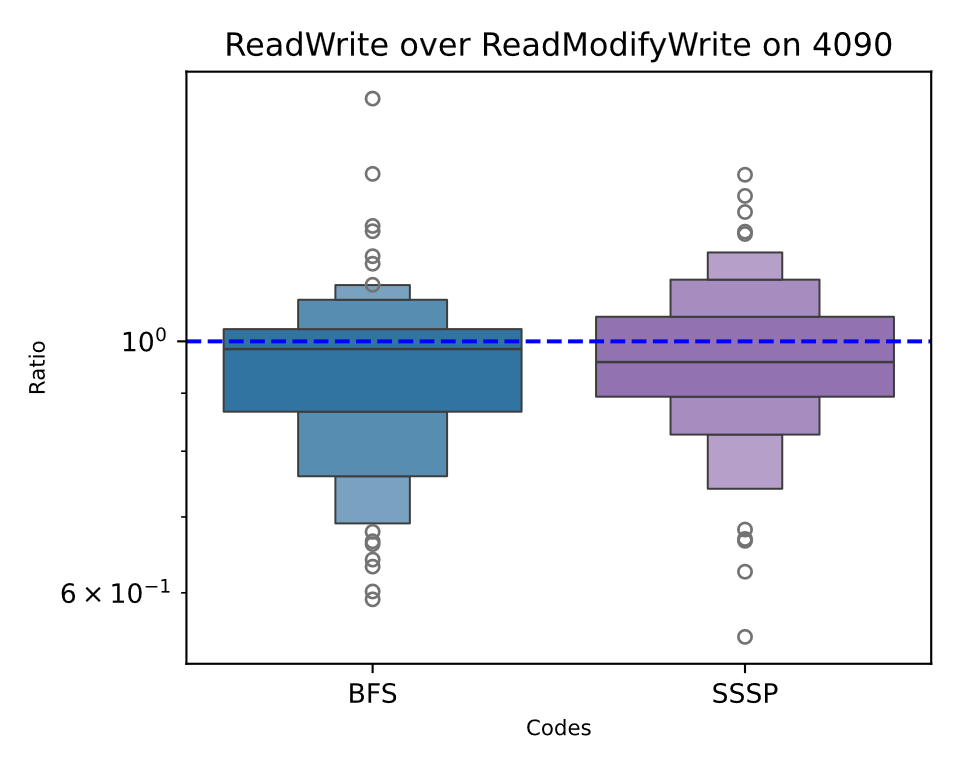 ReadWrite over ReadModifyWrite on 4090
Ratio
10⁰
6 × 10⁻¹
BFS
SSSP
Codes